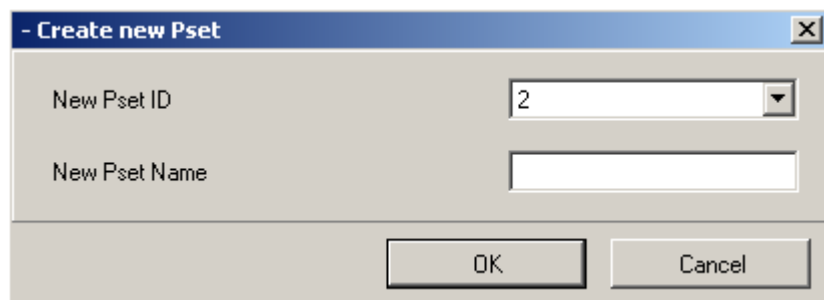 - Create new Pset
New Pset ID
2
New Pset Name
OK
Cancel